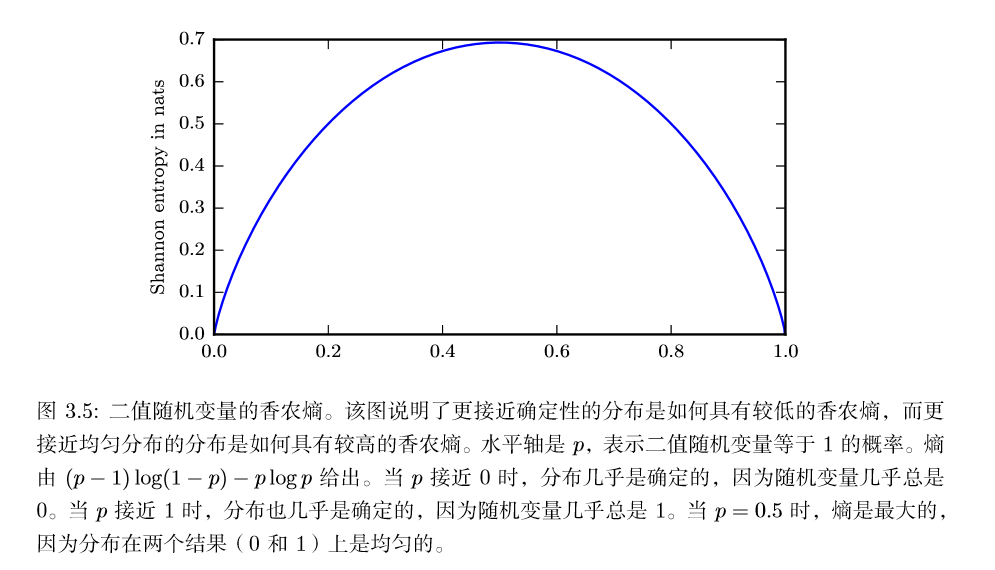 0.7
0.6
0.5
0.4
0.3
0.2
0.1
0.0
Shannon entropy in nats
0.0 0.2 0.4 0.6 0.8 1.0
图 3.5: 二值随机变量的香农熵。该图说明了更接近确定性的分布是如何具有较低的香农熵，而更
接近均匀分布的分布是如何具有较高的香农熵。水平轴是 p，表示二值随机变量等于 1 的概率。熵
由 (p − 1) log(1 − p) − p log p 给出。当 p 接近 0 时，分布几乎是确定的，因为随机变量几乎总是
0。当 p 接近 1 时，分布也几乎是确定的，因为随机变量几乎总是 1。当 p = 0.5 时，熵是最大的，
因为分布在两个结果（0 和 1）上是均匀的。